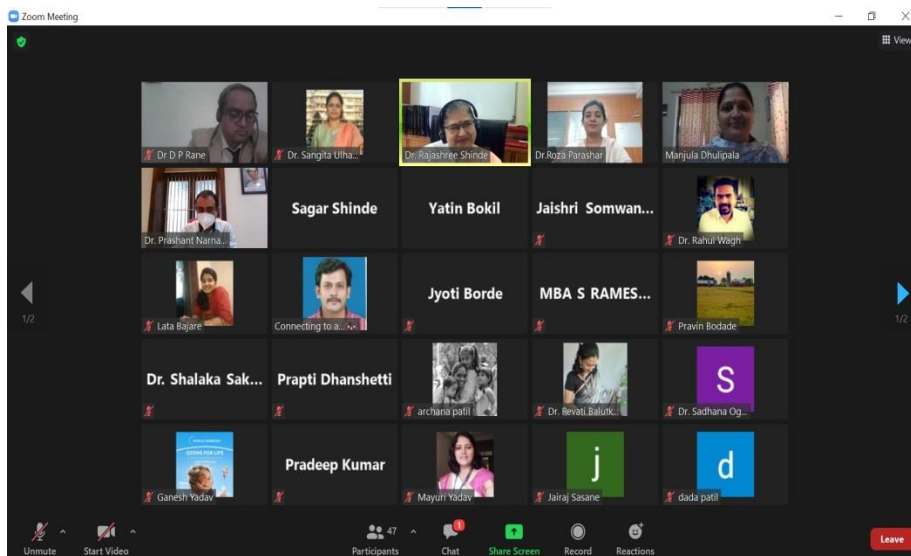 Zoom Meeting
View
Dr D P Rane
Dr. Sangita Ulha...
Dr. Rajashree Shinde
Dr.Roza Parashar
Manjula Dhulipala
Dr. Prashant Narna...
Sagar Shinde
Yatin Bokil
Jaishri Somwan...
Dr. Rahul Wagh
1/2
1/2
Lata Bajare
Connecting to a...
Jyoti Borde
MBA S RAMES...
Pravin Bodade
Dr. Shalaka Sak...
Prapti Dhanshetti
archana patil
Dr. Revati Balutk...
S
Dr. Sadhana Og...
OZONE FOR LIFE
Ganesh Yadav
Pradeep Kumar
Mayuri Yadav
j
Jairaj Sasane
d
dada patil
Unmute
Start Video
47
Participants
1
Chat
Share Screen
Record
Reactions
Leave